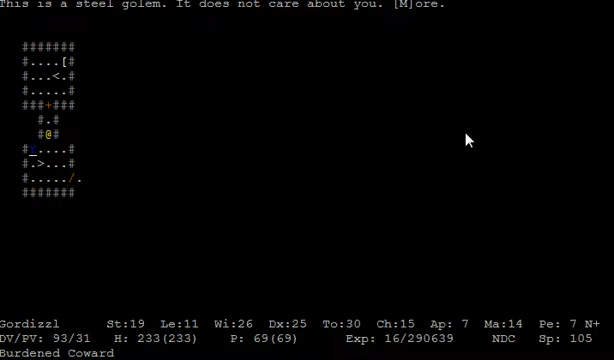 This is a steel golem. It does not care about you. [M]ore.
#######
#....[#
#...<.#
#.....#
###+###
#.#
#@#
#Y....#
#.>...#
#...../.
#######
Gordizzl St:19 Le:11 Wi:26 Dx:25 To:30 Ch:15 Ap: 7 Ma:14 Pe: 7 N+
DV/PV: 93/31 H: 233(233) P: 69(69) Exp: 16/290639 NDC Sp: 105
Burdened Coward